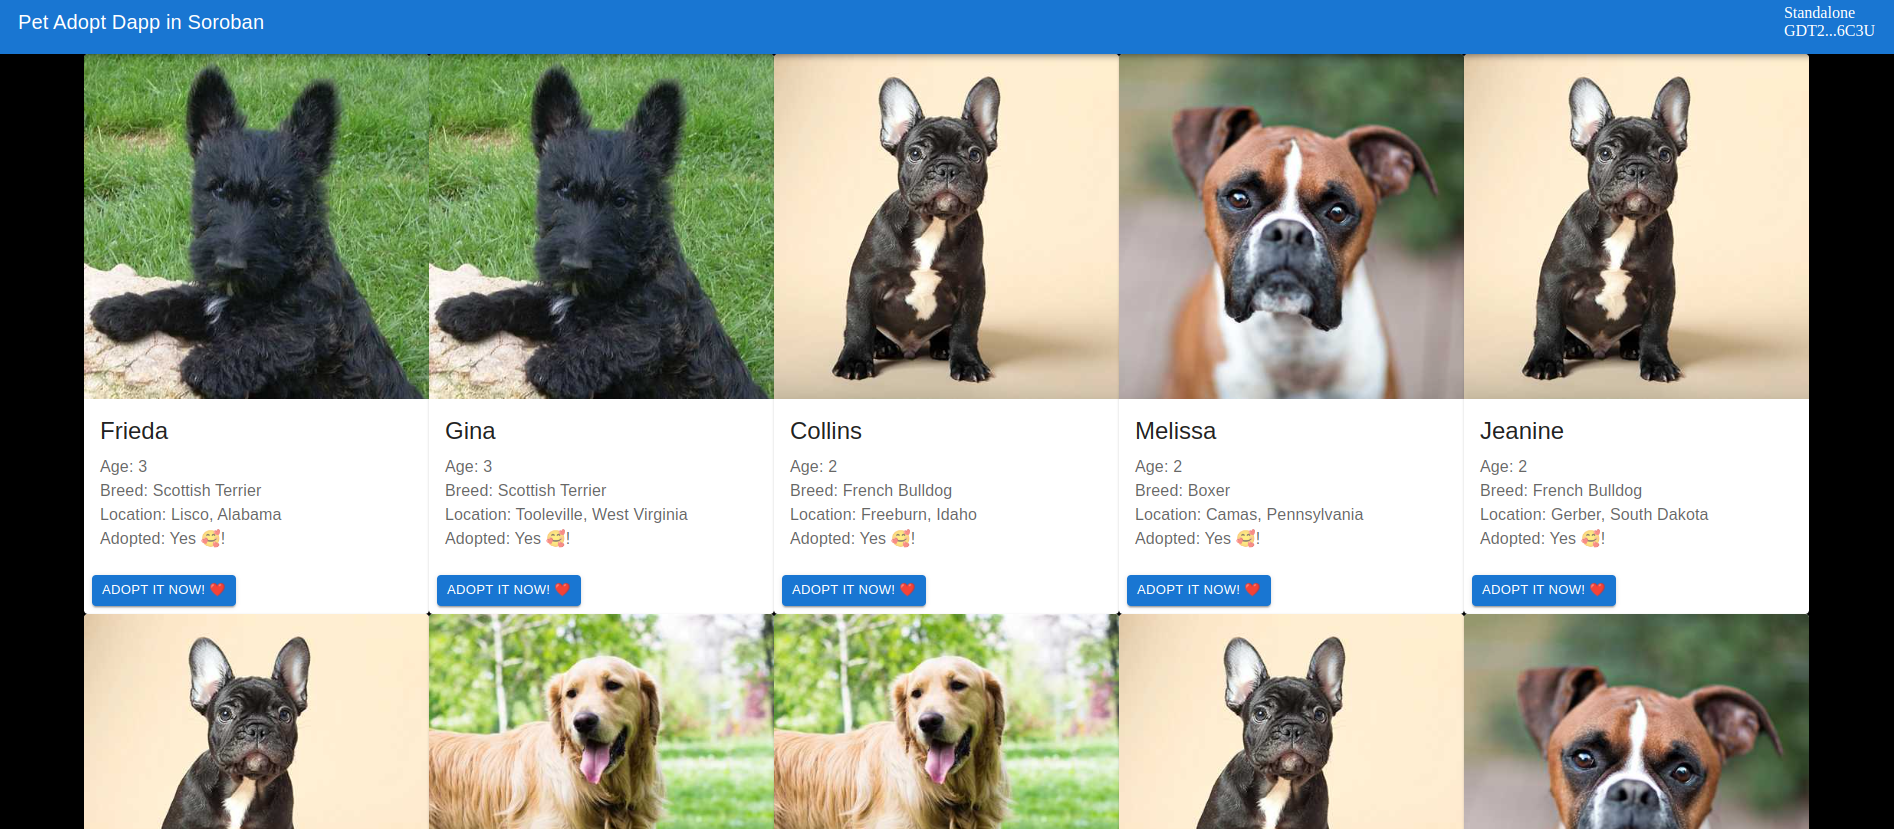 Pet Adopt Dapp in Soroban
Standalone
GDT2...6C3U
Frieda
Age: 3
Breed: Scottish Terrier
Location: Lisco, Alabama
Adopted: Yes 🥰!
ADOPT IT NOW! ❤️
Gina
Age: 3
Breed: Scottish Terrier
Location: Tooleville, West Virginia
Adopted: Yes 🥰!
ADOPT IT NOW! ❤️
Collins
Age: 2
Breed: French Bulldog
Location: Freeburn, Idaho
Adopted: Yes 🥰!
ADOPT IT NOW! ❤️
Melissa
Age: 2
Breed: Boxer
Location: Camas, Pennsylvania
Adopted: Yes 🥰!
ADOPT IT NOW! ❤️
Jeanine
Age: 2
Breed: French Bulldog
Location: Gerber, South Dakota
Adopted: Yes 🥰!
ADOPT IT NOW! ❤️